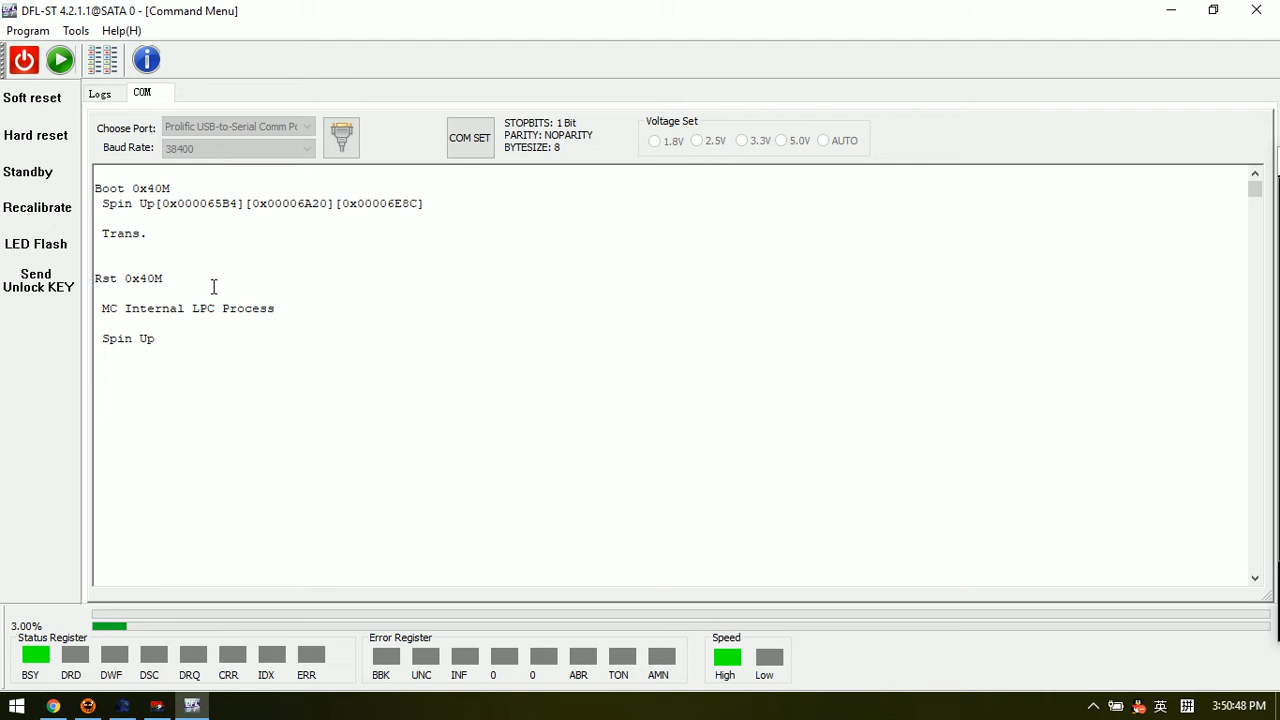 DFL-ST 4.2.1.1@SATA 0 - [Command Menu]
Program Tools Help(H)
Soft reset
Hard reset
Standby
Recalibrate
LED Flash
Send
Unlock KEY
Logs COM
Choose Port: Prolific USB-to-Serial Comm Po
Baud Rate: 38400
COM SET
STOPBITS: 1 Bit
PARITY: NOPARITY
BYTESIZE: 8
Voltage Set
1.8V 2.5V 3.3V 5.0V AUTO
Boot 0x40M
Spin Up[0x000065B4][0x00006A20][0x00006E8C]
Trans.
Rst 0x40M
MC Internal LPC Process
Spin Up
3.00%
Status Register
BSY DRD DWF DSC DRQ CRR IDX ERR
Error Register
BBK UNC INF 0 0 ABR TON AMN
Speed
High Low
英 拼 3:50:48 PM